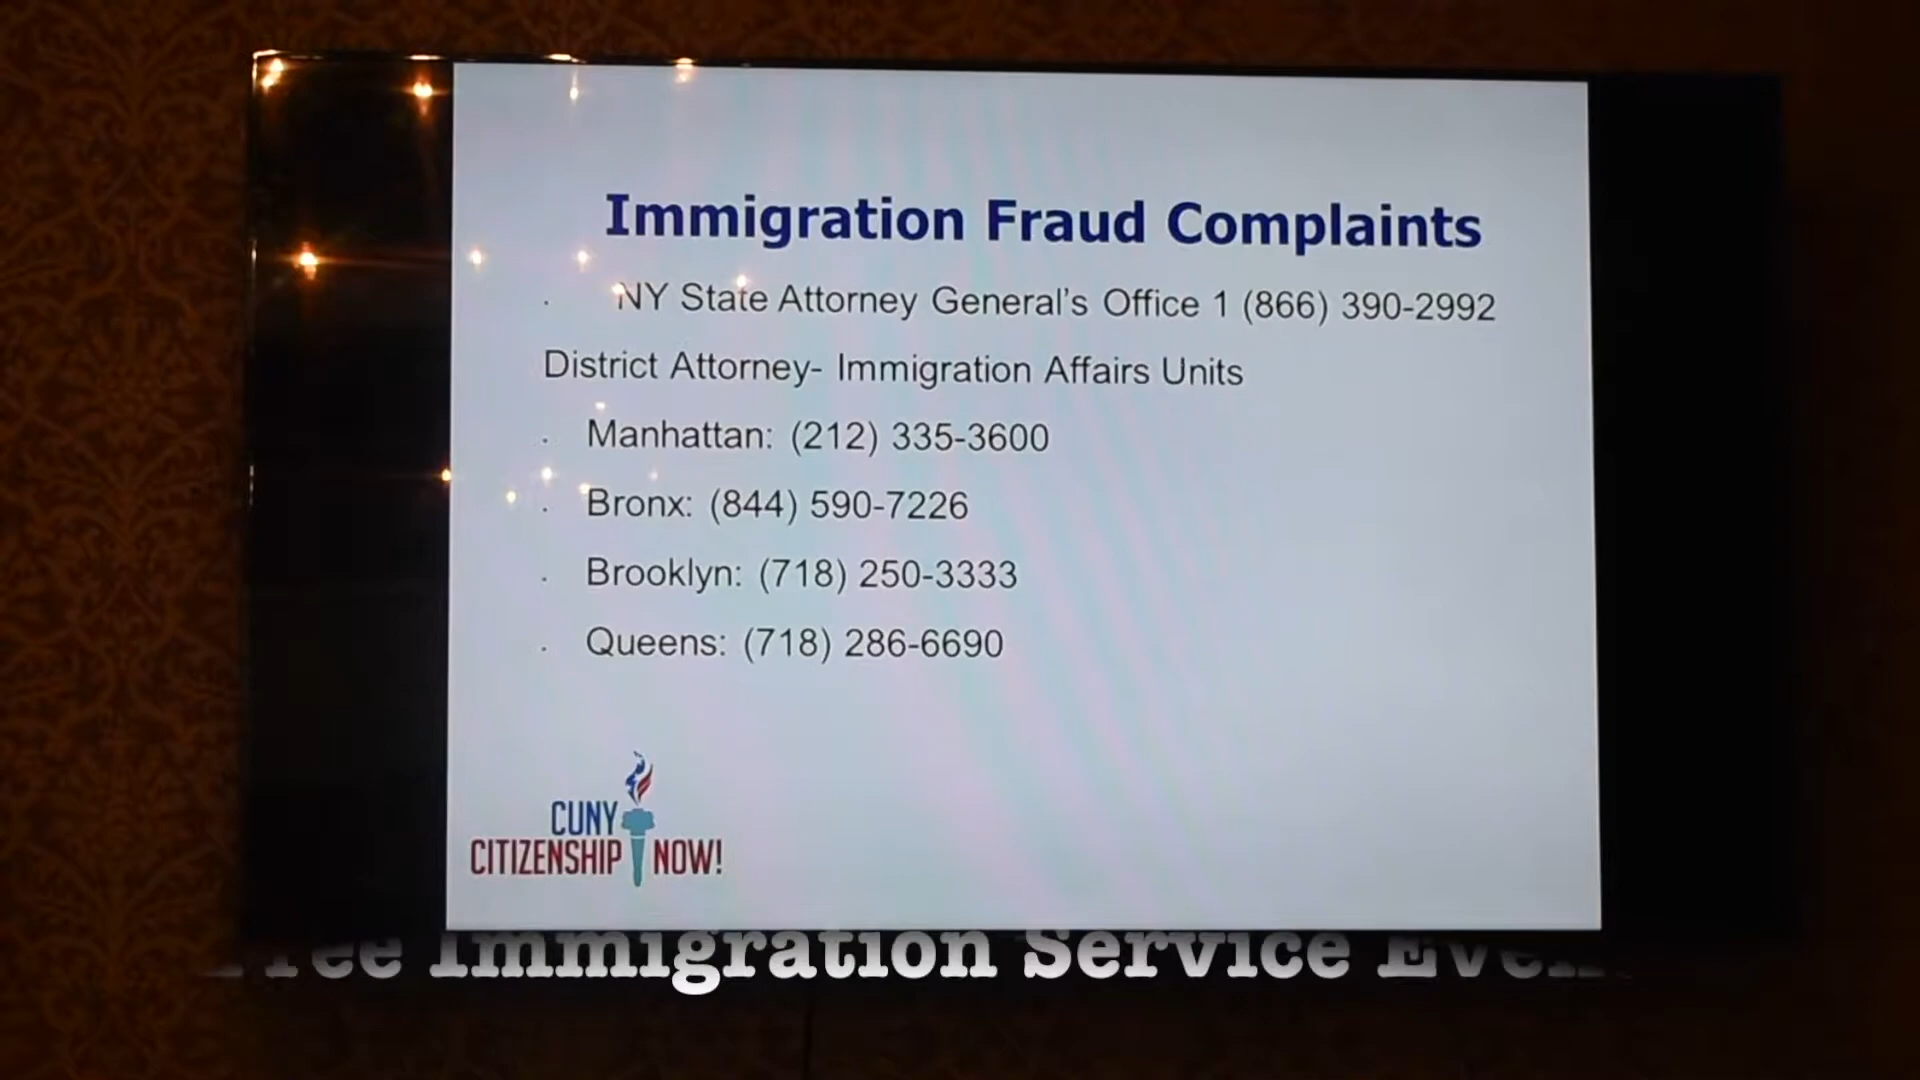 Immigration Fraud Complaints
· NY State Attorney General's Office 1 (866) 390-2992
District Attorney- Immigration Affairs Units
· Manhattan: (212) 335-3600
· Bronx: (844) 590-7226
· Brooklyn: (718) 250-3333
· Queens: (718) 286-6690
CUNY
CITIZENSHIP NOW!
Free Immigration Service Event